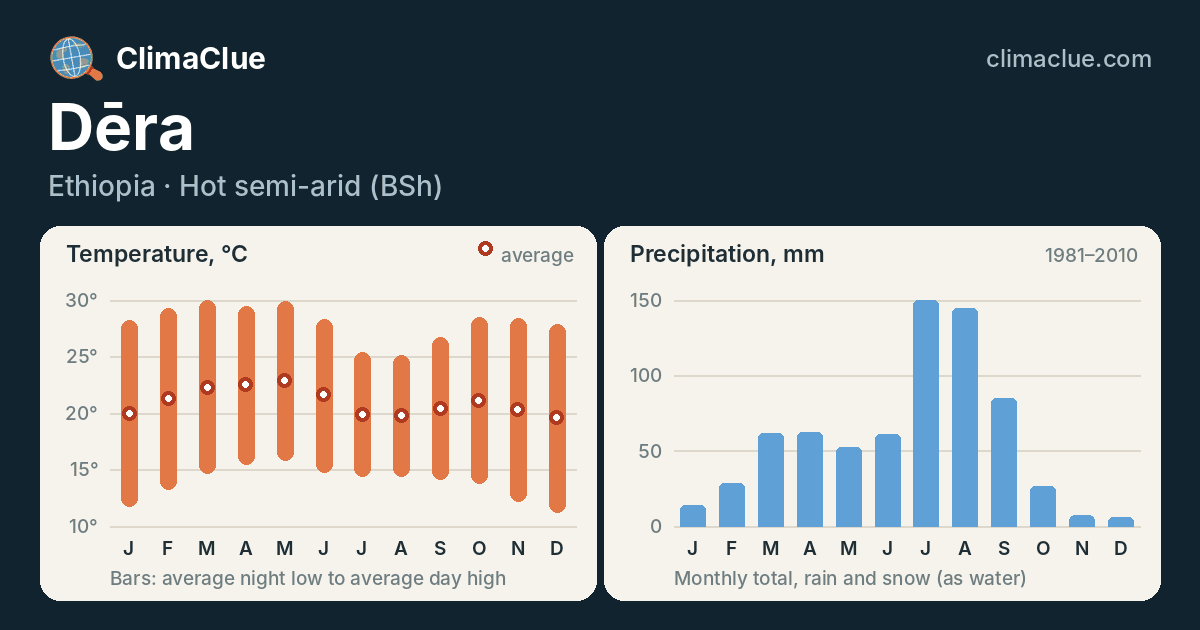 ClimaClue
climaclue.com
Dēra
Ethiopia · Hot semi-arid (BSh)
Temperature, °C
average
30°
25°
20°
15°
10°
J F M A M J J A S O N D
Bars: average night low to average day high
Precipitation, mm
1981–2010
150
100
50
0
J F M A M J J A S O N D
Monthly total, rain and snow (as water)